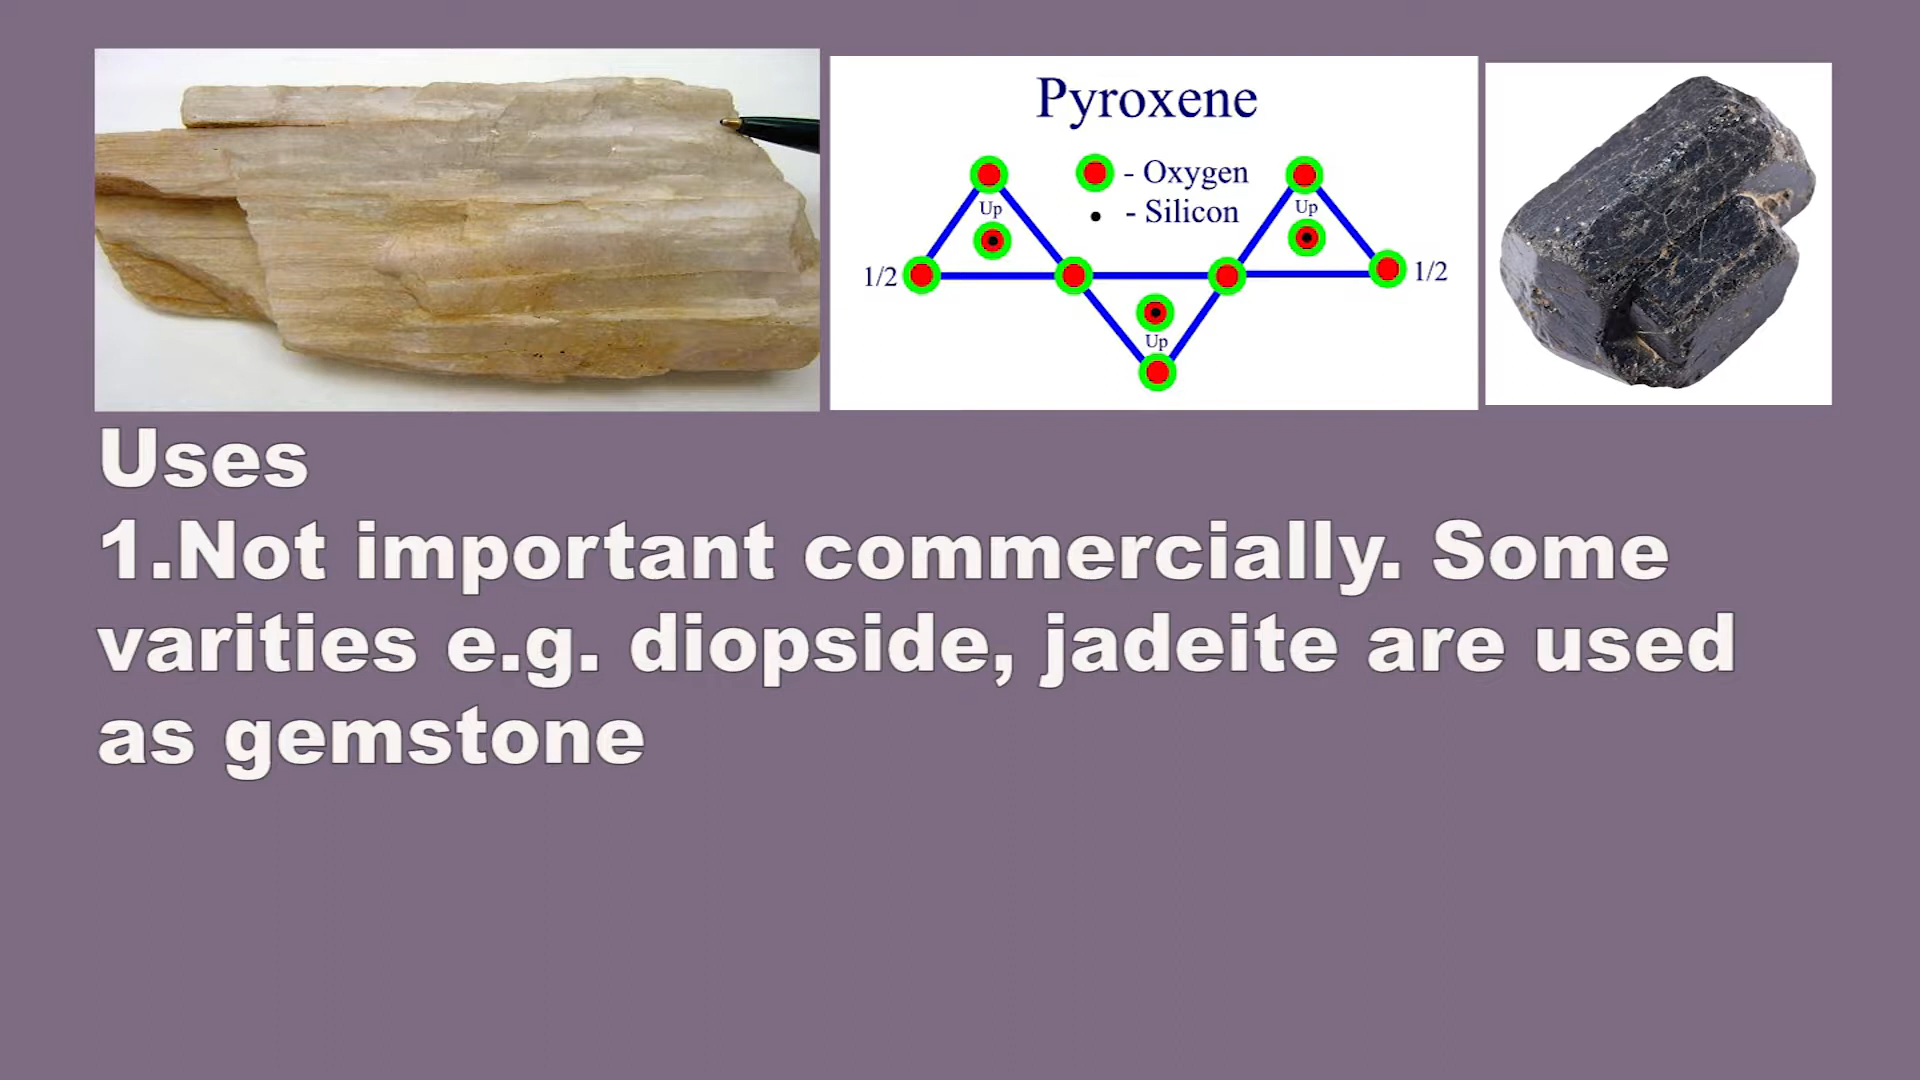 Pyroxene
- Oxygen
- Silicon
Up
Up
1/2
1/2
Up
Uses
1.Not important commercially. Some
varities e.g. diopside, jadeite are used
as gemstone